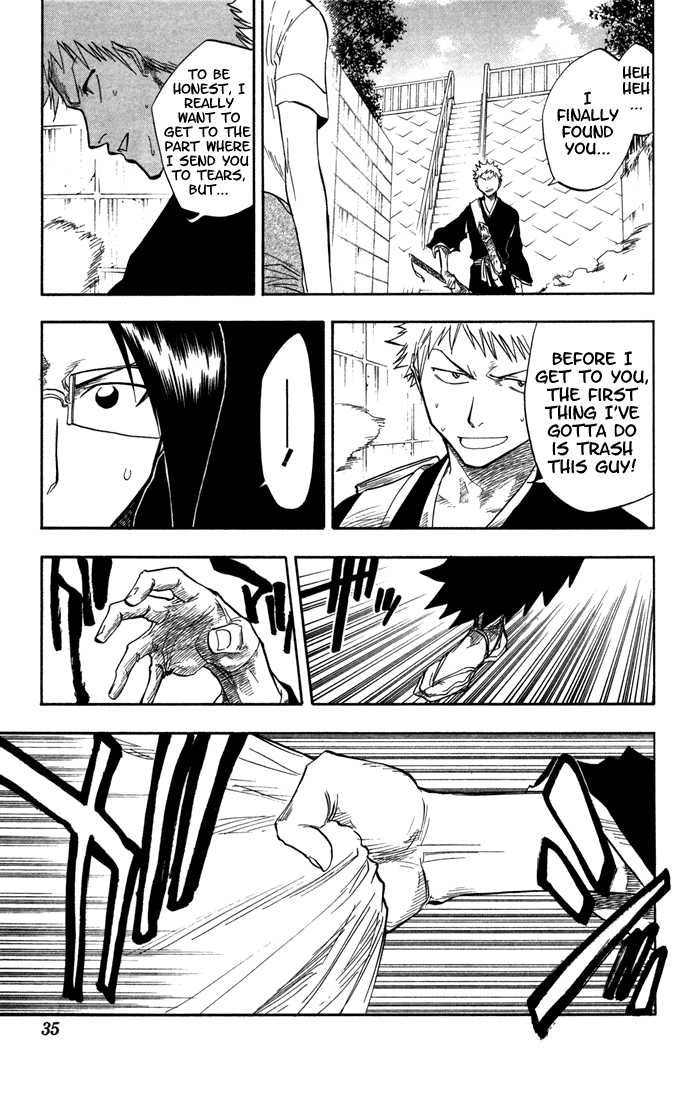 HEH
HEH
...
I
FINALLY
FOUND
YOU...
TO BE
HONEST, I
REALLY
WANT TO
GET TO THE
PART WHERE
I SEND YOU
TO TEARS,
BUT...
BEFORE I
GET TO YOU,
THE FIRST
THING I'VE
GOTTA DO
IS TRASH
THIS GUY!
35